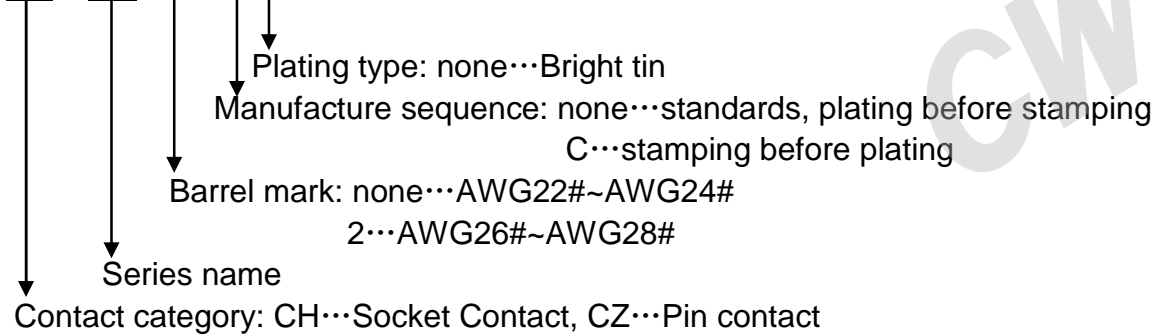 Plating type: none⋯Bright tin
Manufacture sequence: none⋯standards, plating before stamping
C⋯stamping before plating
Barrel mark: none⋯AWG22#~AWG24#
2⋯AWG26#~AWG28#
Series name
Contact category: CH⋯Socket Contact, CZ⋯Pin contact
CW